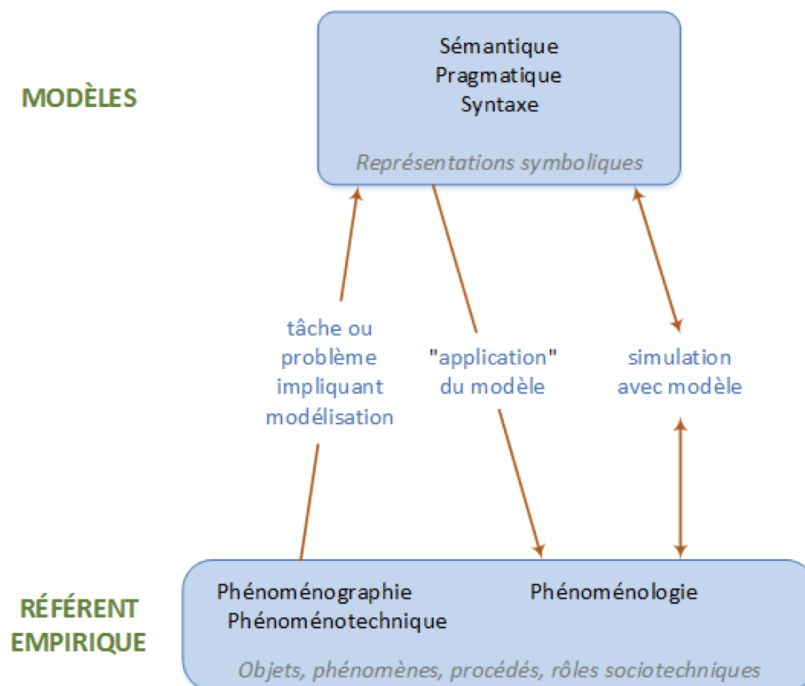 MODÈLES
Sémantique
Pragmatique
Syntaxe
Représentations symboliques
tâche ou
problème
impliquant
modélisation
"application"
du modèle
simulation
avec modèle
RÉFÉRENT
EMPIRIQUE
Phénoménographie
Phénoménotechnique
Phénoménologie
Objets, phénomènes, procédés, rôles sociotechniques